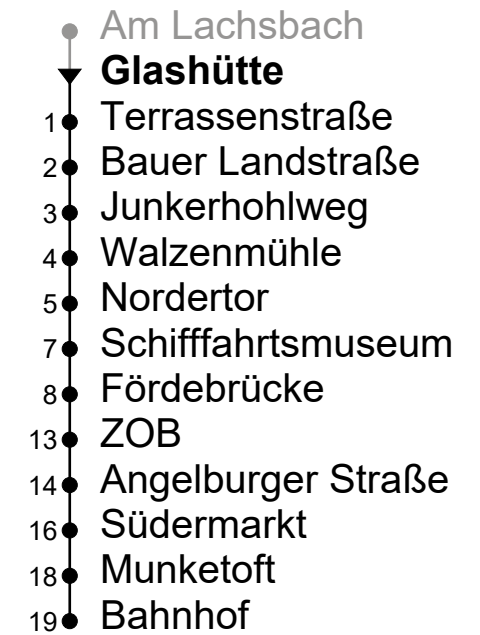 Am Lachsbach
Glashütte
1 Terrassenstraße
2 Bauer Landstraße
3 Junkerhohlweg
4 Walzenmühle
5 Nordertor
7 Schifffahrtsmuseum
8 Fördebrücke
13 ZOB
14 Angelburger Straße
16 Südermarkt
18 Munketoft
19 Bahnhof